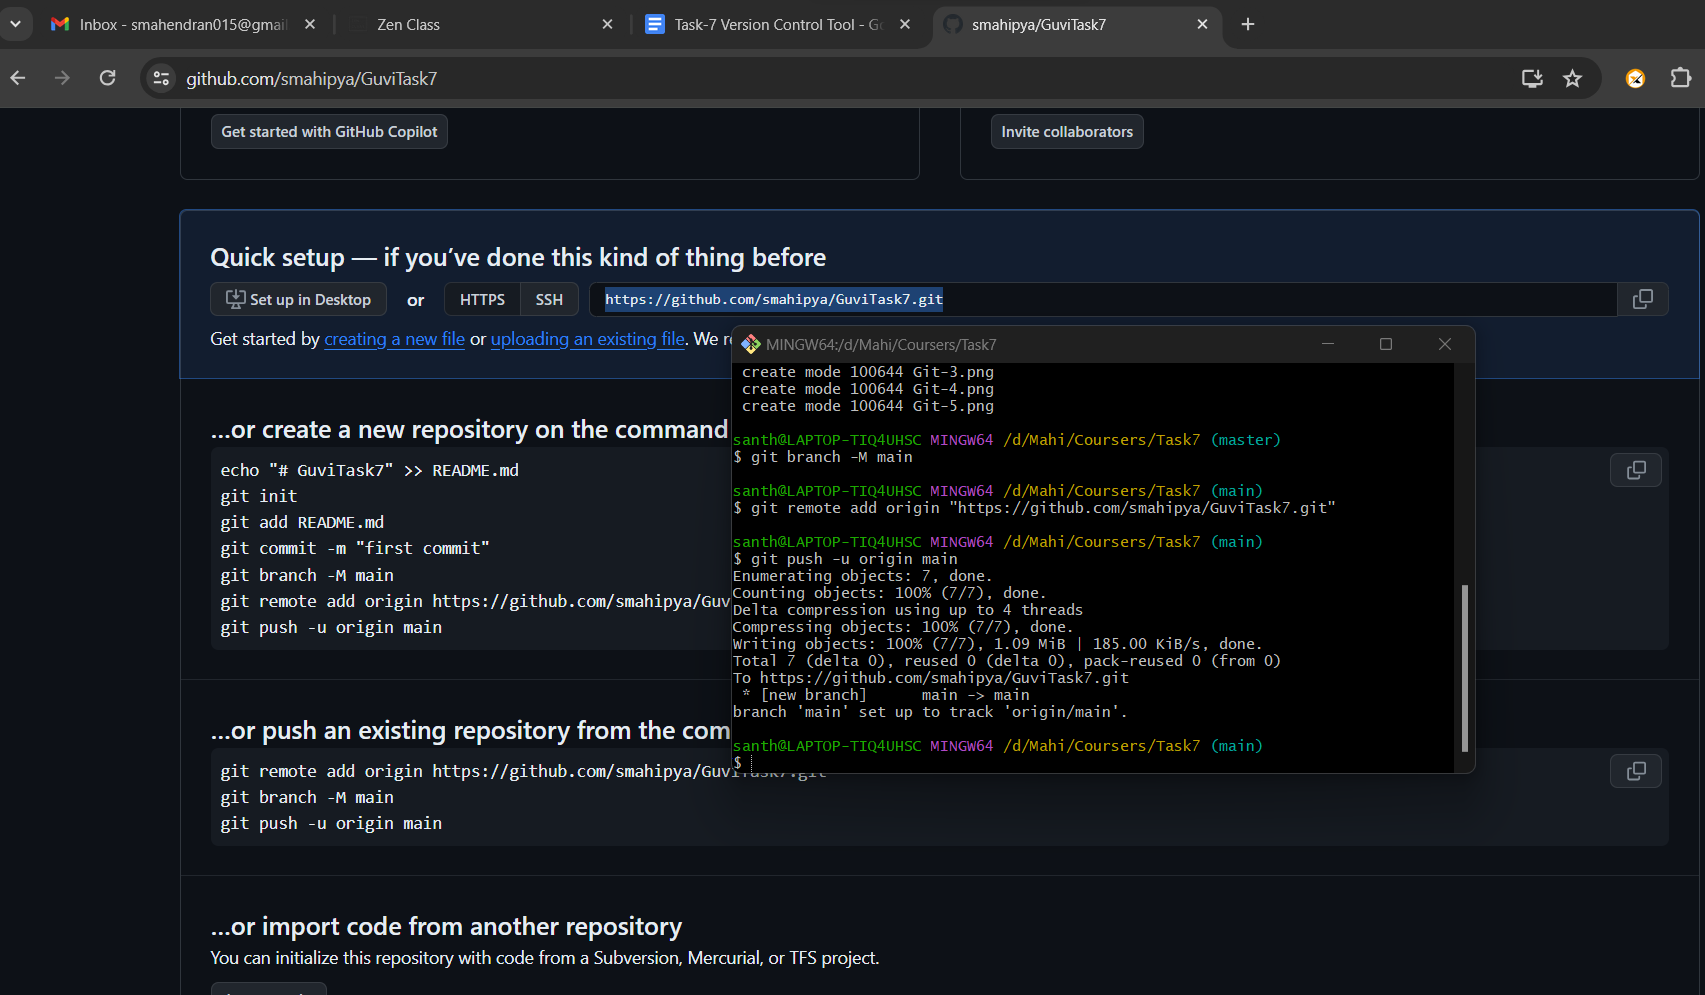 Inbox - smahendran015@gmail
Zen Class
Task-7 Version Control Tool - Go
smahipya/GuviTask7
github.com/smahipya/GuviTask7
Get started with GitHub Copilot
Invite collaborators
Quick setup — if you’ve done this kind of thing before
Set up in Desktop or HTTPS SSH https://github.com/smahipya/GuviTask7.git
Get started by creating a new file or uploading an existing file. We
...or create a new repository on the command
echo "# GuviTask7" >> README.md
git init
git add README.md
git commit -m "first commit"
git branch -M main
git remote add origin https://github.com/smahipya/Guv
git push -u origin main
...or push an existing repository from the com
git remote add origin https://github.com/smahipya/GuviTask7.git
git branch -M main
git push -u origin main
...or import code from another repository
You can initialize this repository with code from a Subversion, Mercurial, or TFS project.
MINGW64:/d/Mahi/Coursers/Task7
create mode 100644 Git-3.png
create mode 100644 Git-4.png
create mode 100644 Git-5.png
santh@LAPTOP-TIQ4UHSC MINGW64 /d/Mahi/Coursers/Task7 (master)
$ git branch -M main
santh@LAPTOP-TIQ4UHSC MINGW64 /d/Mahi/Coursers/Task7 (main)
$ git remote add origin "https://github.com/smahipya/GuviTask7.git"
santh@LAPTOP-TIQ4UHSC MINGW64 /d/Mahi/Coursers/Task7 (main)
$ git push -u origin main
Enumerating objects: 7, done.
Counting objects: 100% (7/7), done.
Delta compression using up to 4 threads
Compressing objects: 100% (7/7), done.
Writing objects: 100% (7/7), 1.09 MiB | 185.00 KiB/s, done.
Total 7 (delta 0), reused 0 (delta 0), pack-reused 0 (from 0)
To https://github.com/smahipya/GuviTask7.git
* [new branch] main -> main
branch 'main' set up to track 'origin/main'.
santh@LAPTOP-TIQ4UHSC MINGW64 /d/Mahi/Coursers/Task7 (main)
$